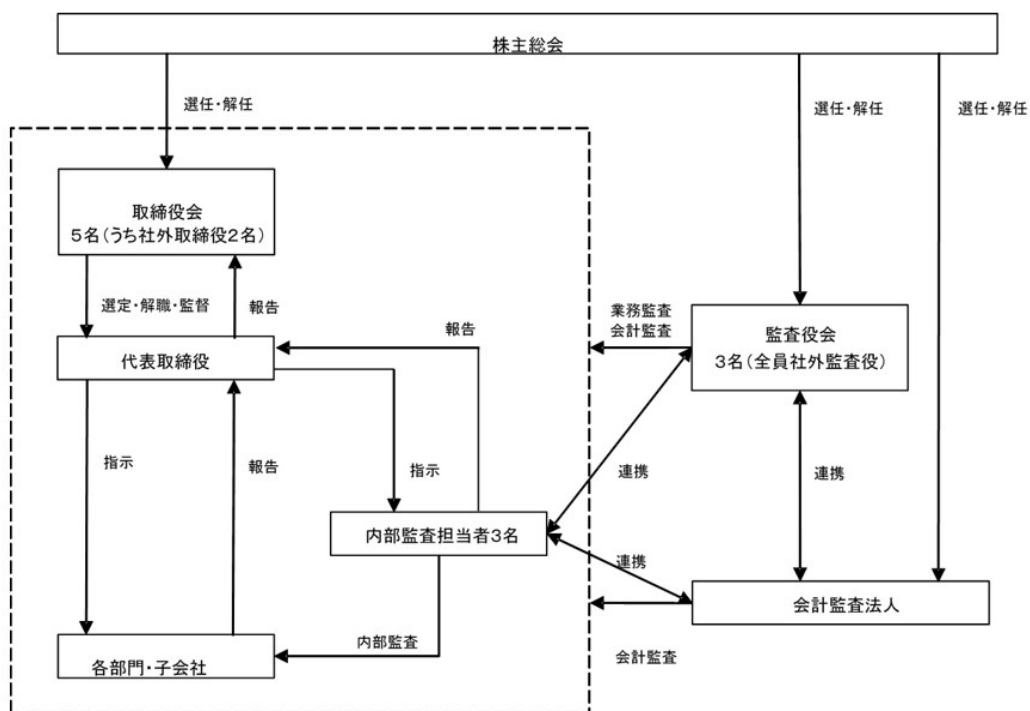 株主総会
選任・解任
選任・解任
選任・解任
取締役会
5名(うち社外取締役2名)
選定・解職・監督
報告
業務監査
会計監査
監査役会
3名(全員社外監査役)
報告
代表取締役
指示
報告
指示
連携
連携
内部監査担当者3名
連携
会計監査法人
内部監査
会計監査
各部門・子会社